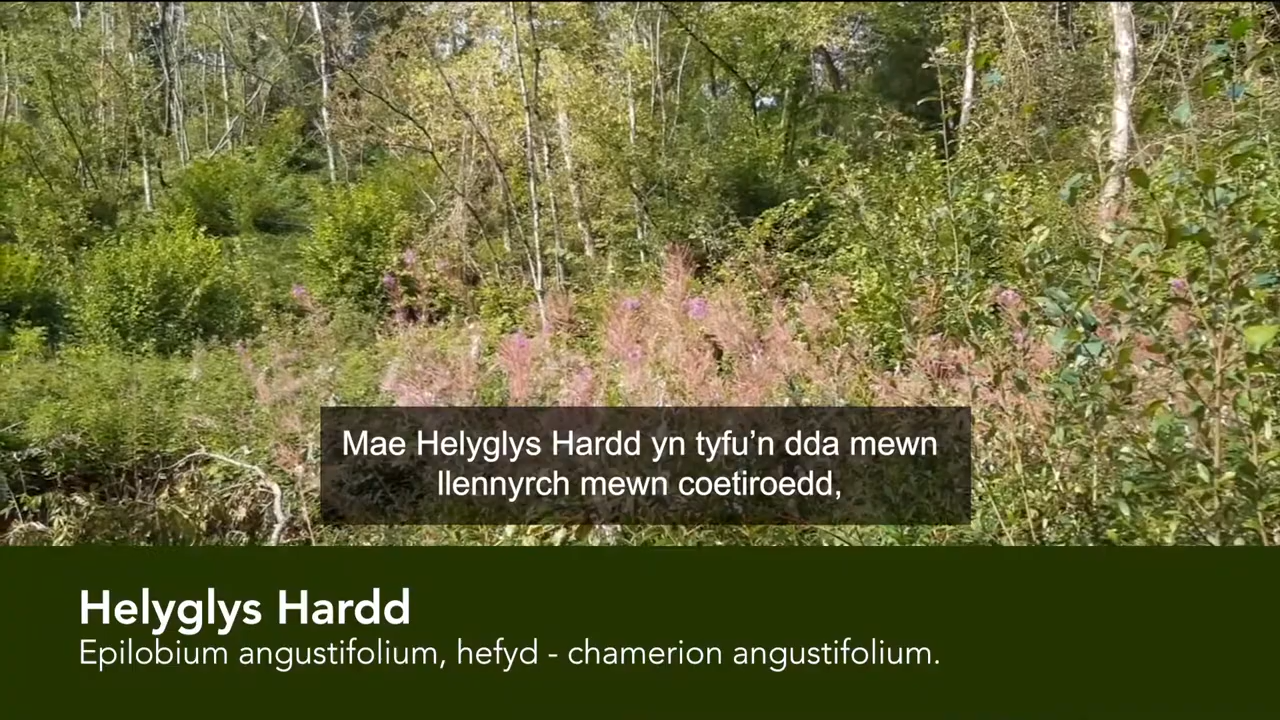 Mae Helyglys Hardd yn tyfu’n dda mewn
llennyrch mewn coetiroedd,
Helyglys Hardd
Epilobium angustifolium, hefyd - chamerion angustifolium.